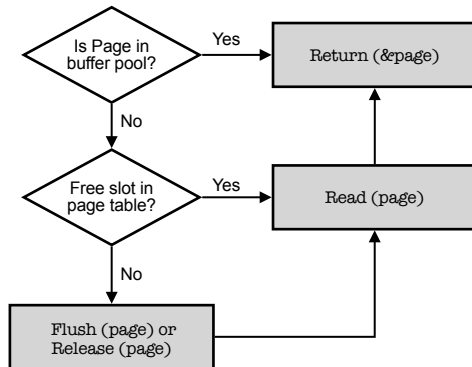 Is Page in
buffer pool?
Yes
Return (&page)
No
Free slot in
page table?
Yes
Read (page)
No
Flush (page) or
Release (page)